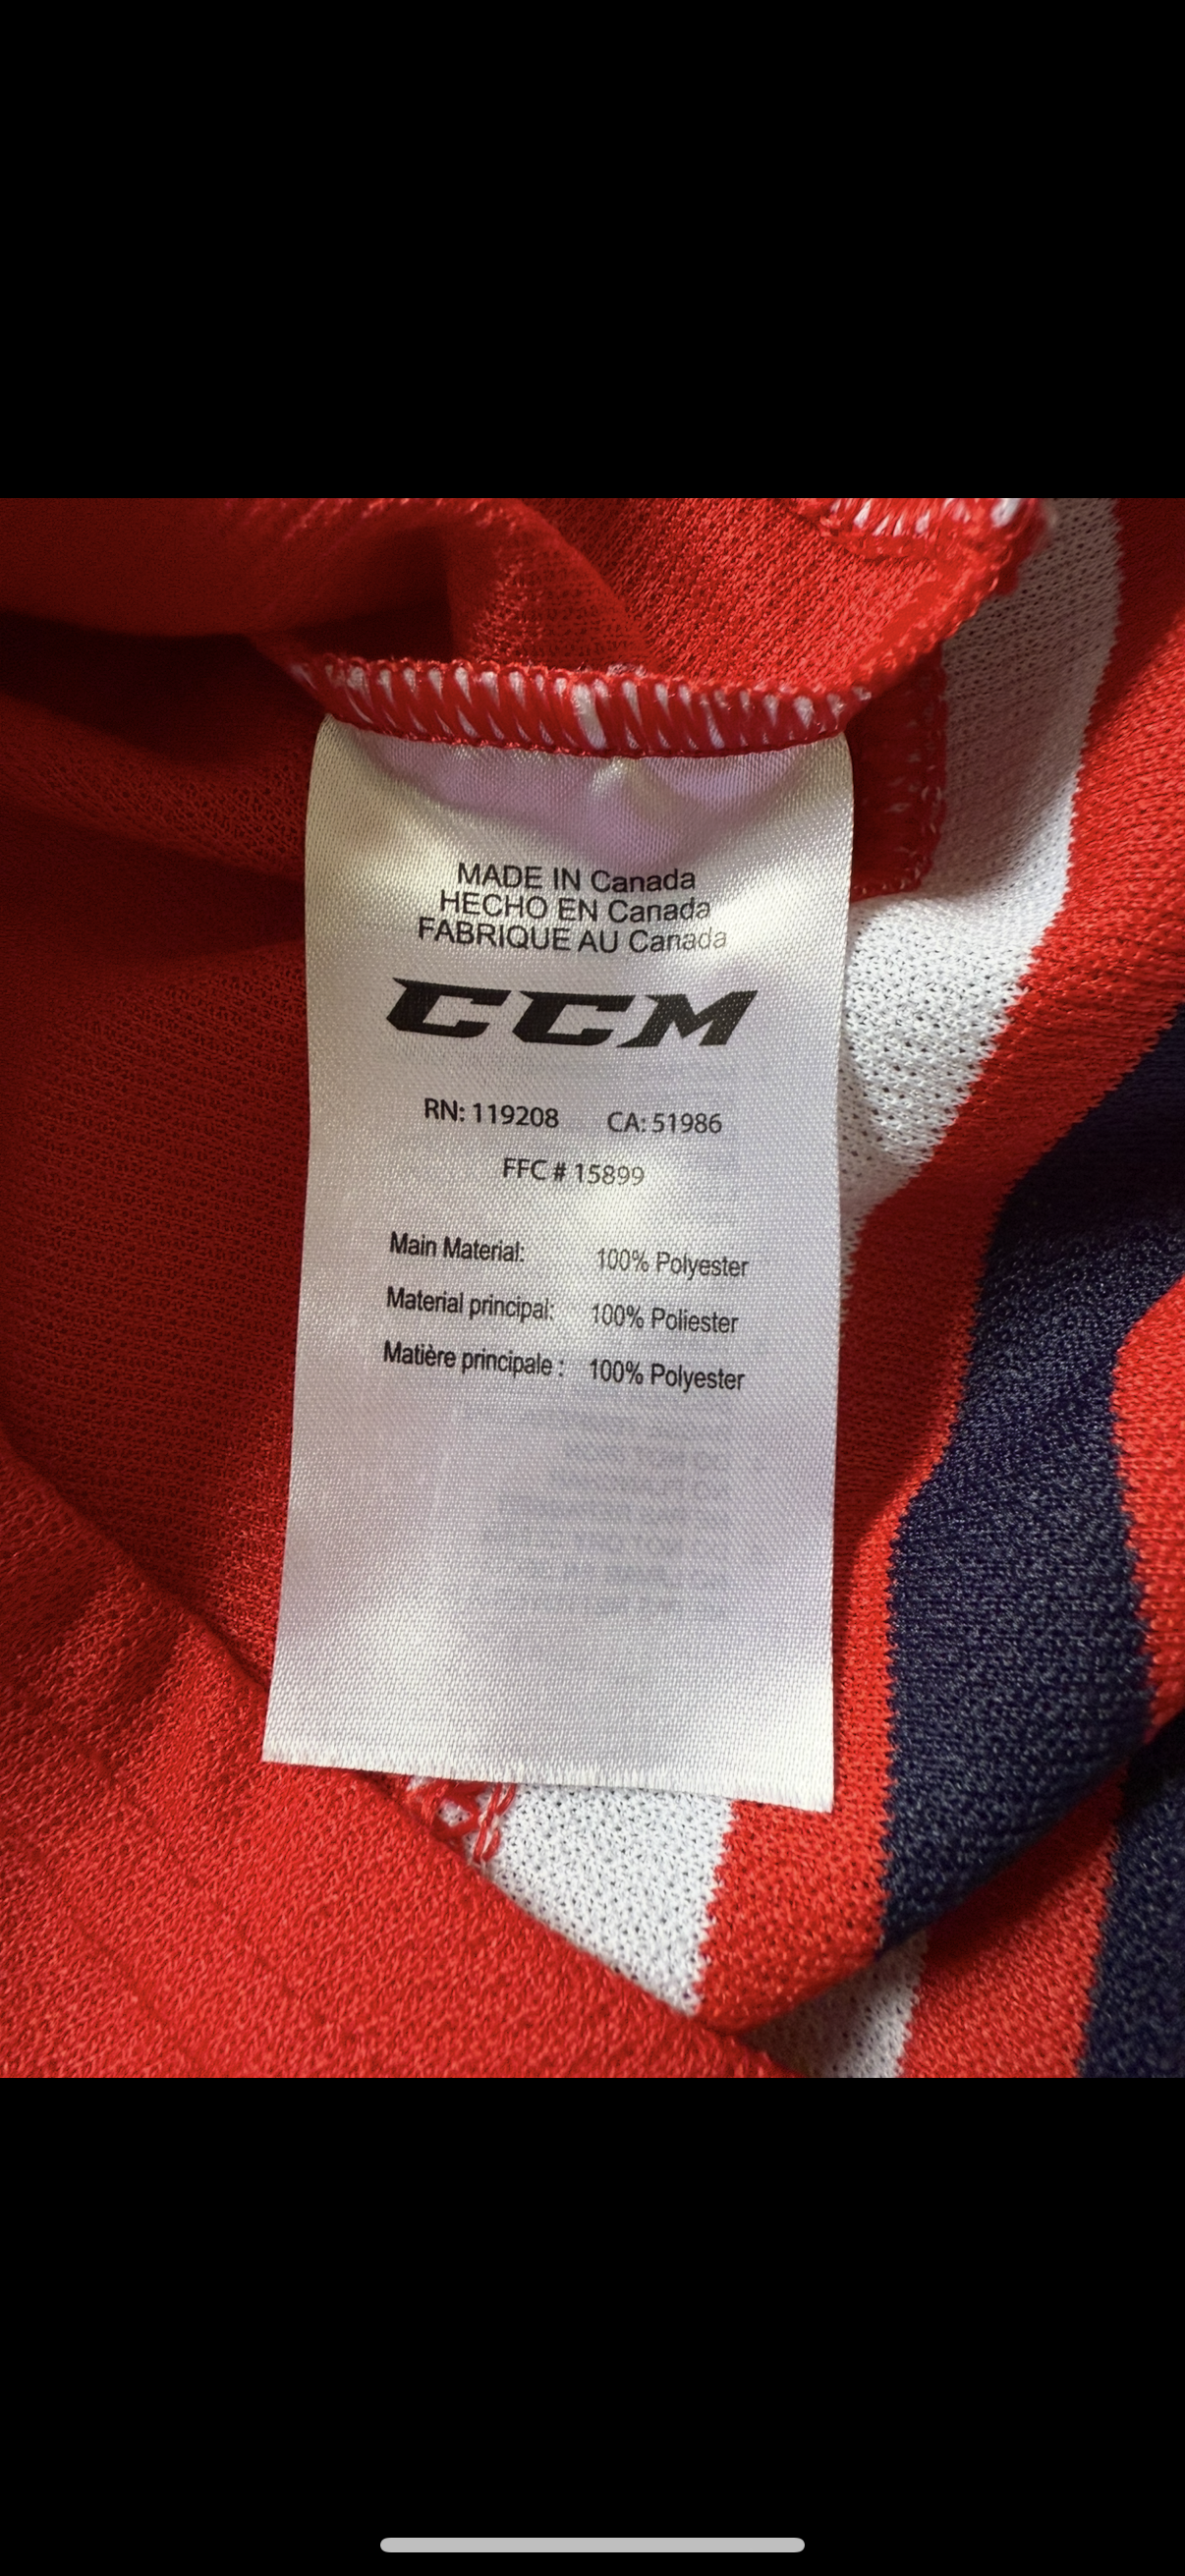 MADE IN Canada
HECHO EN Canada
FABRIQUE AU Canada
CCM
RN: 119208 CA: 51986
FFC # 15899
Main Material: 100% Polyester
Material principal: 100% Poliester
Matière principale : 100% Polyester